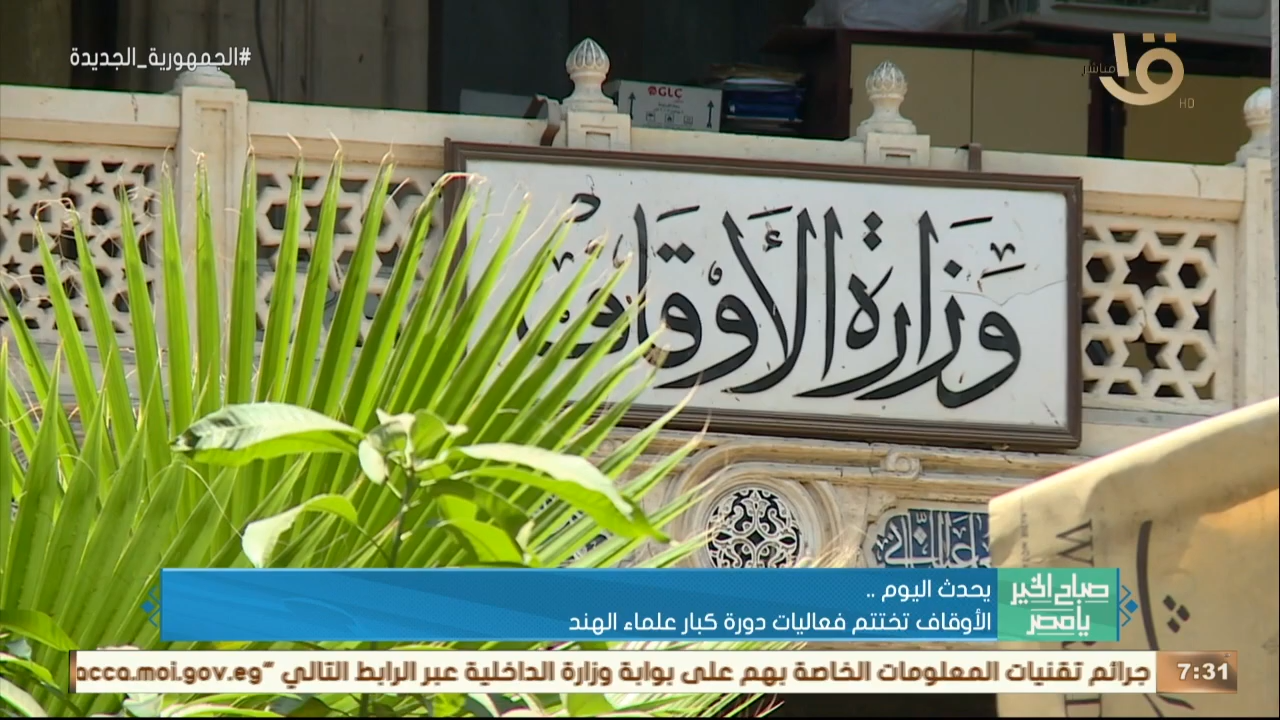 #الجمهورية_الجديدة
مباشر
HD
GLC
وزارة الأوقاف
صباح الخير
يا مصر
يحدث اليوم ..
الأوقاف تختتم فعاليات دورة كبار علماء الهند
جرائم تقنيات المعلومات الخاصة بهم على بوابة وزارة الداخلية عبر الرابط التالي "acca.moi.gov.eg
7:31